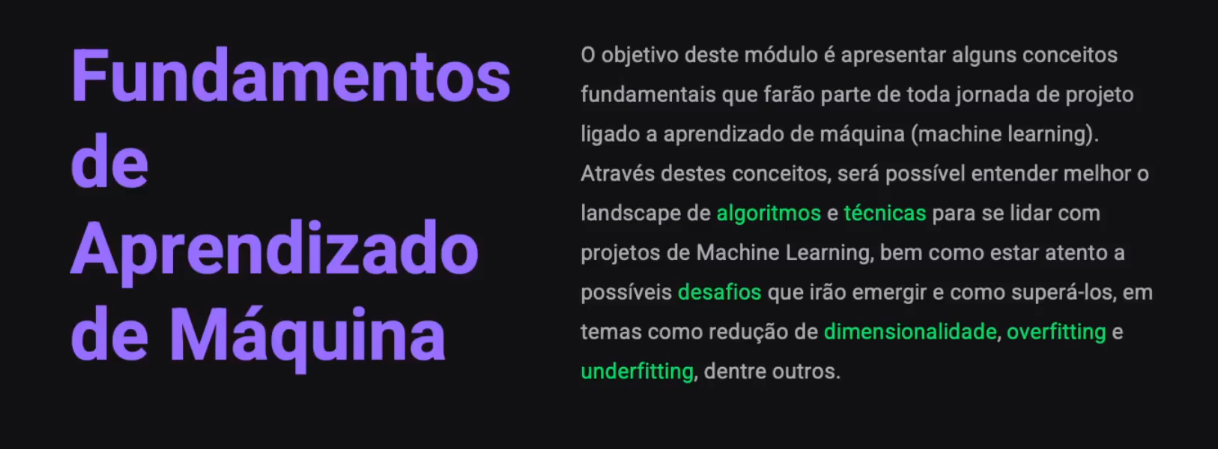 Fundamentos
de
Aprendizado
de Máquina
O objetivo deste módulo é apresentar alguns conceitos
fundamentais que farão parte de toda jornada de projeto
ligado a aprendizado de máquina (machine learning).
Através destes conceitos, será possível entender melhor o
landscape de algoritmos e técnicas para se lidar com
projetos de Machine Learning, bem como estar atento a
possíveis desafios que irão emergir e como superá-los, em
temas como redução de dimensionalidade, overfitting e
underfitting, dentre outros.